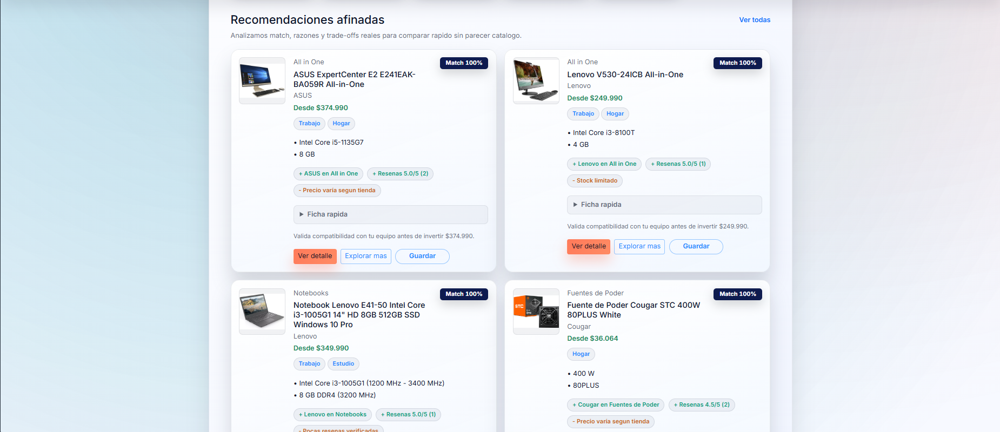 Recomendaciones afinadas
Ver todas
Analizamos match, razones y trade-offs reales para comparar rapido sin parecer catalogo.
All in One
Match 100%
ASUS ExpertCenter E2 E241EAK-
BA059R All-in-One
ASUS
Desde $374.990
Trabajo
Hogar
• Intel Core i5-1135G7
• 8 GB
+ ASUS en All in One
+ Resenas 5.0/5 (2)
- Precio varía segun tienda
▶ Ficha rapida
Valida compatibilidad con tu equipo antes de invertir $374.990.
Ver detalle
Explorar mas
Guardar
All in One
Match 100%
Lenovo V530-24ICB All-in-One
Lenovo
Desde $249.990
Trabajo
Hogar
• Intel Core i3-8100T
• 4 GB
+ Lenovo en All in One
+ Resenas 5.0/5 (1)
- Stock limitado
▶ Ficha rapida
Valida compatibilidad con tu equipo antes de invertir $249.990.
Ver detalle
Explorar mas
Guardar
Notebooks
Match 100%
Notebook Lenovo E41-50 Intel Core
i3-1005G1 14" HD 8GB 512GB SSD
Windows 10 Pro
Lenovo
Desde $349.990
Trabajo
Estudio
• Intel Core i3-1005G1 (1200 MHz - 3400 MHz)
• 8 GB DDR4 (3200 MHz)
+ Lenovo en Notebooks
+ Resenas 5.0/5 (1)
- Pocas resenas verificadas
Fuentes de Poder
Match 100%
STC
STC
Fuente de Poder Cougar STC 400W
80PLUS White
Cougar
Desde $36.064
Hogar
• 400 W
• 80PLUS
+ Cougar en Fuentes de Poder
+ Resenas 4.5/5 (2)
- Precio varía segun tienda